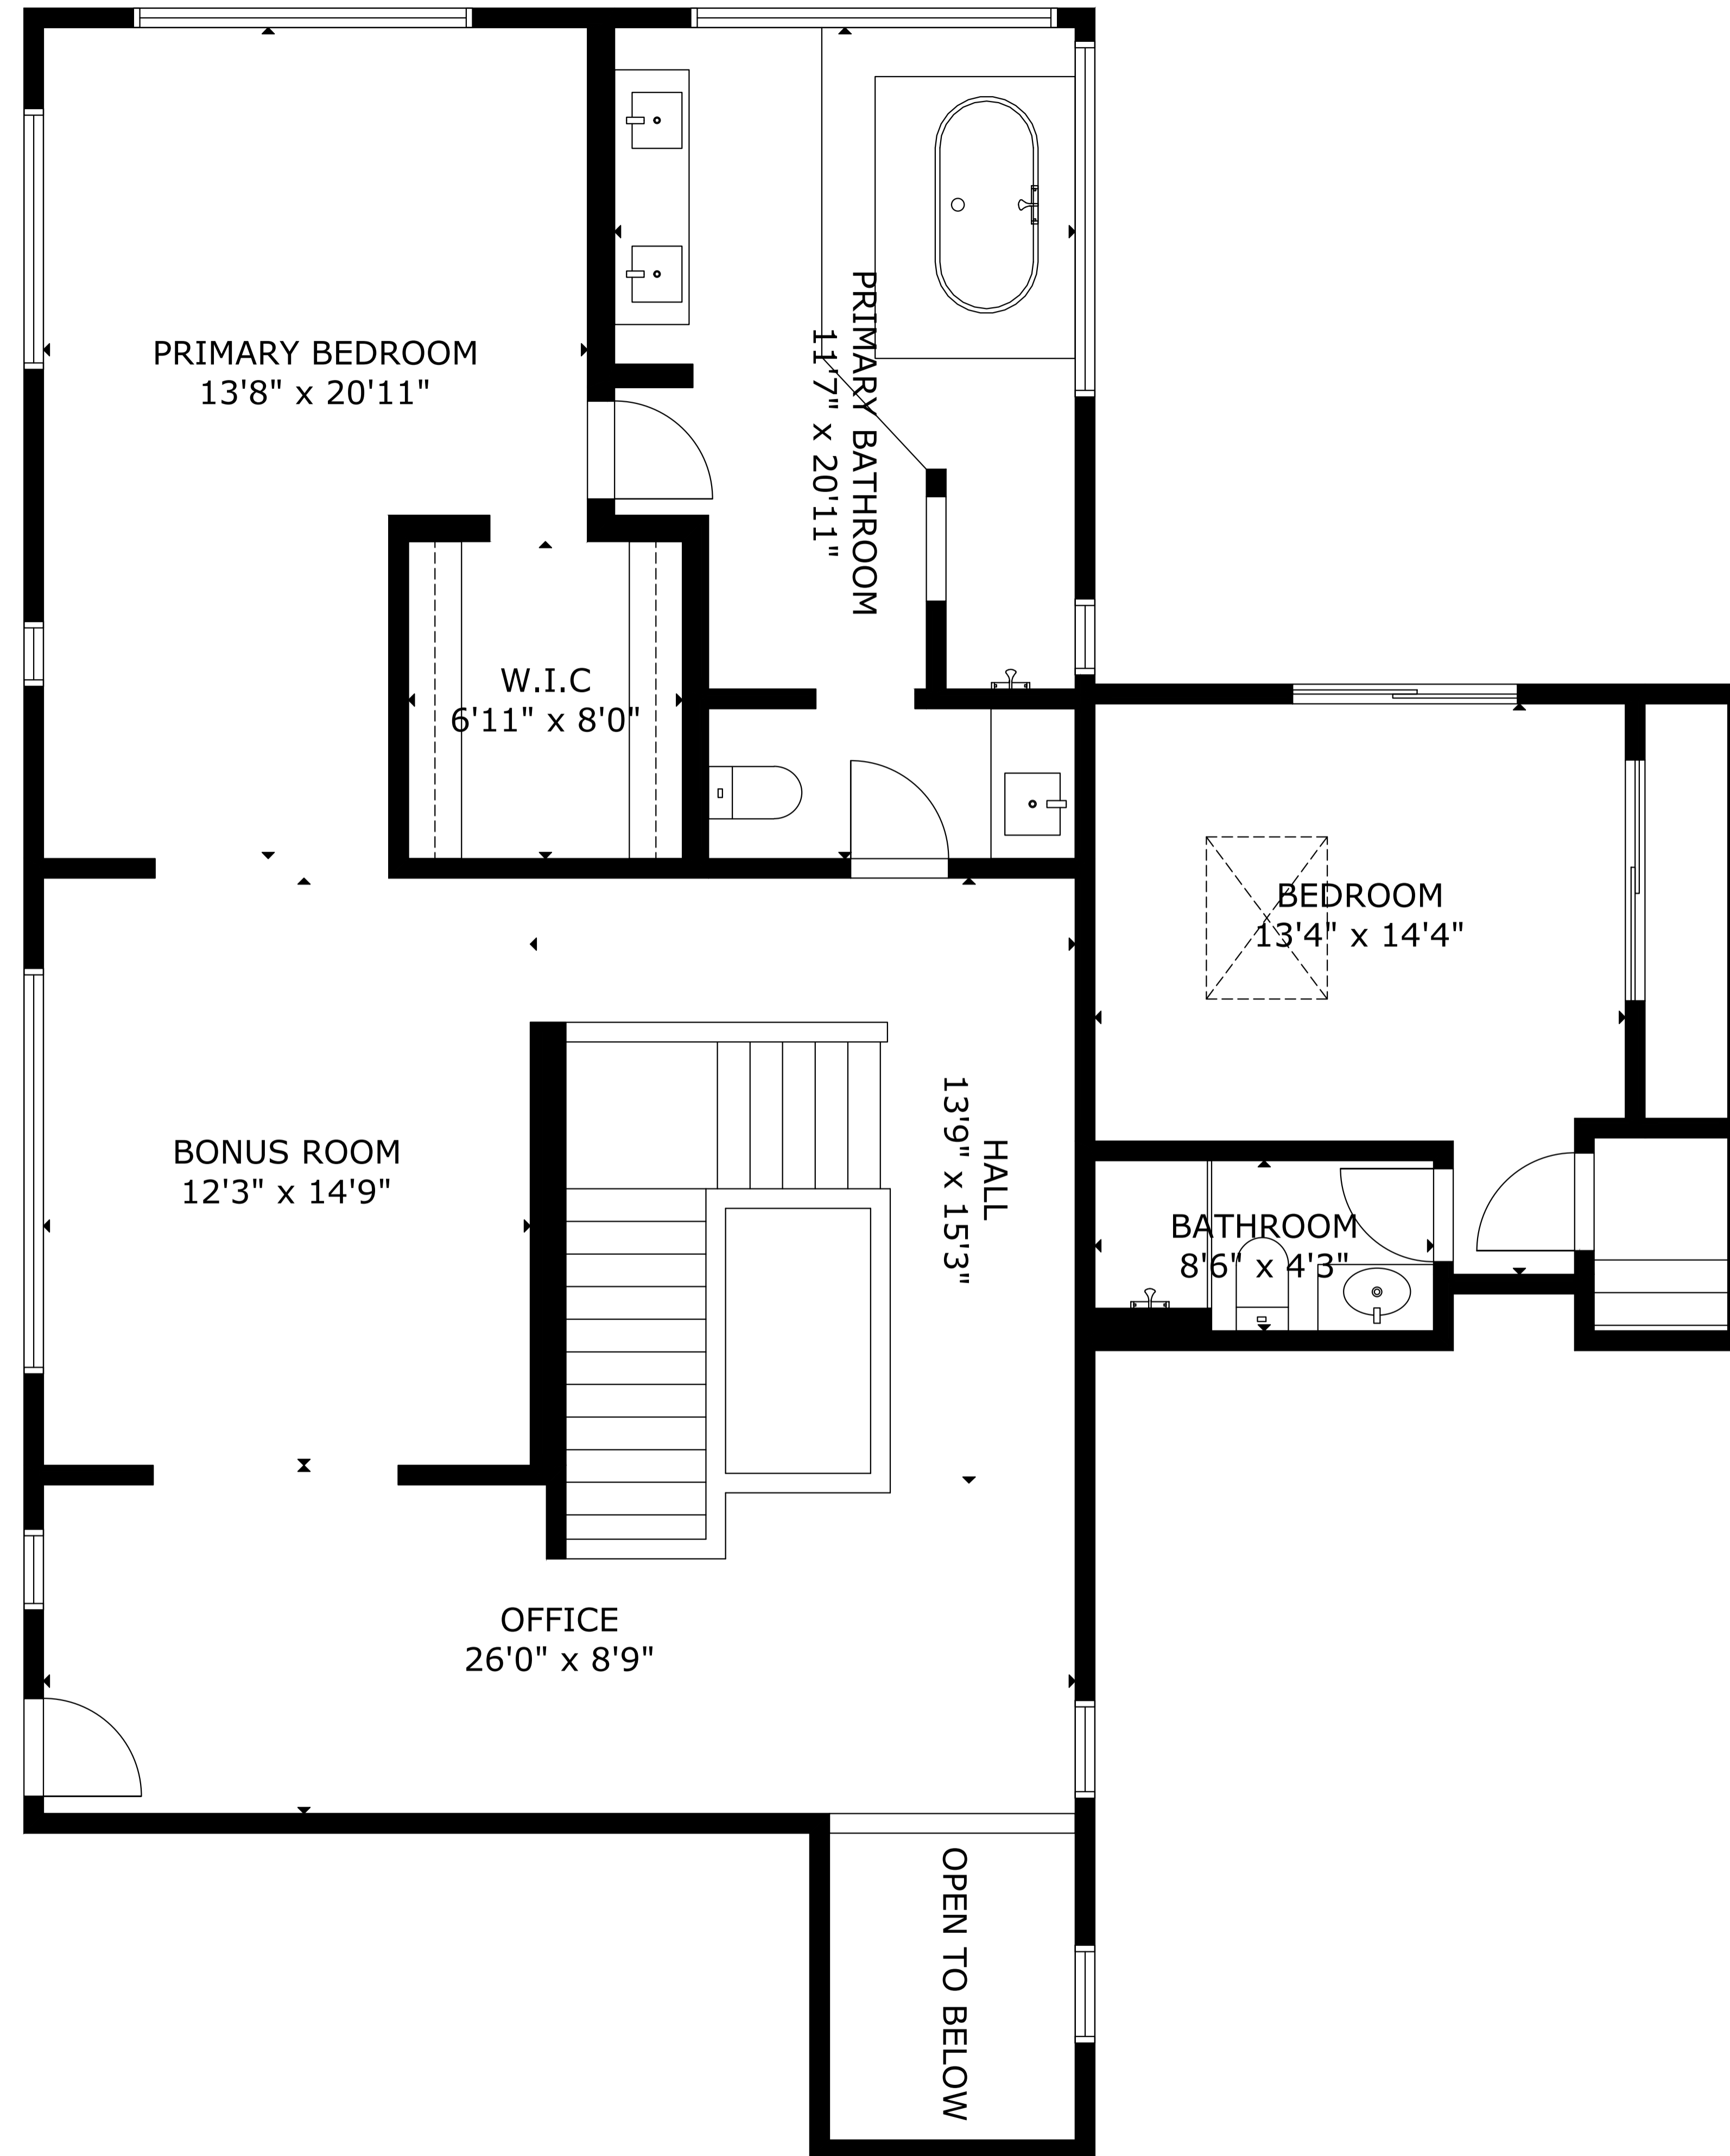 PRIMARY BEDROOM
13'8" x 20'11"
PRIMARY BATHROOM
11'7" x 20'11"
W.I.C
6'11" x 8'0"
BEDROOM
13'4" x 14'4"
BONUS ROOM
12'3" x 14'9"
HALL
13'9" x 15'3"
BATHROOM
8'6" x 4'3"
OFFICE
26'0" x 8'9"
OPEN TO BELOW